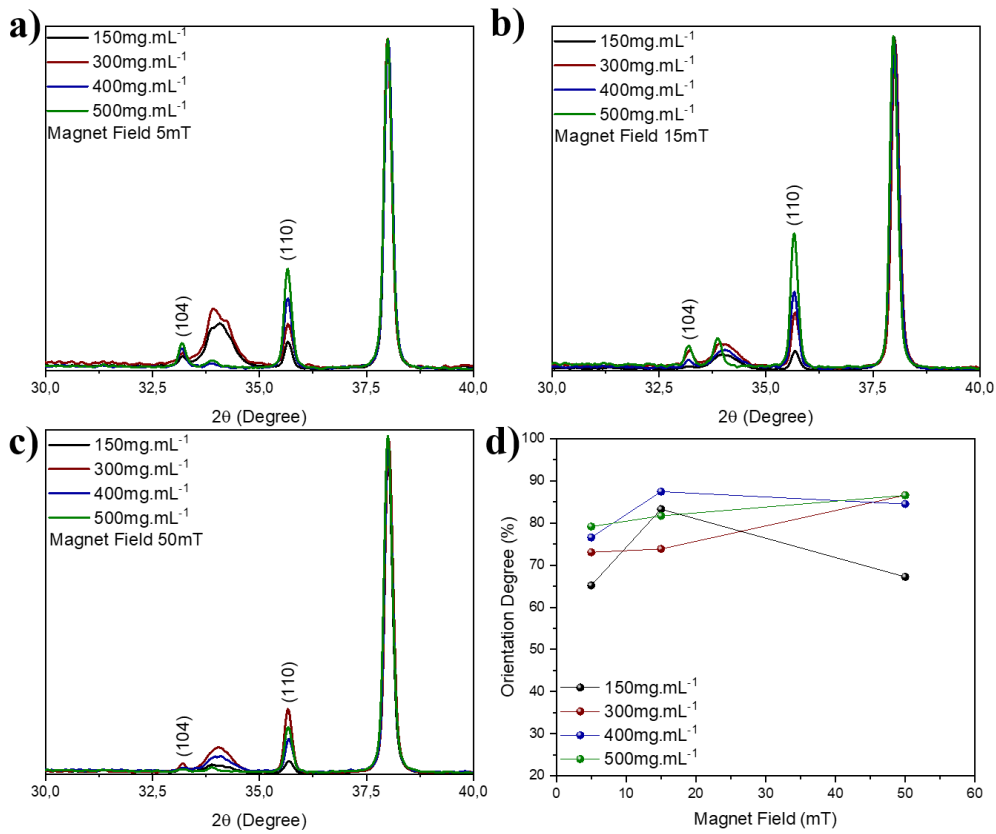 a)
150mg.mL⁻¹
300mg.mL⁻¹
400mg.mL⁻¹
500mg.mL⁻¹
Magnet Field 5mT
(104)
(110)
30,0 32,5 35,0 37,5 40,0
2θ (Degree)
b)
150mg.mL⁻¹
300mg.mL⁻¹
400mg.mL⁻¹
500mg.mL⁻¹
Magnet Field 15mT
(104)
(110)
30,0 32,5 35,0 37,5 40,0
2θ (Degree)
c)
150mg.mL⁻¹
300mg.mL⁻¹
400mg.mL⁻¹
500mg.mL⁻¹
Magnet Field 50mT
(104)
(110)
30,0 32,5 35,0 37,5 40,0
2θ (Degree)
d)
Orientation Degree (%)
100
90
80
70
60
50
40
30
20
150mg.mL⁻¹
300mg.mL⁻¹
400mg.mL⁻¹
500mg.mL⁻¹
0 10 20 30 40 50 60
Magnet Field (mT)